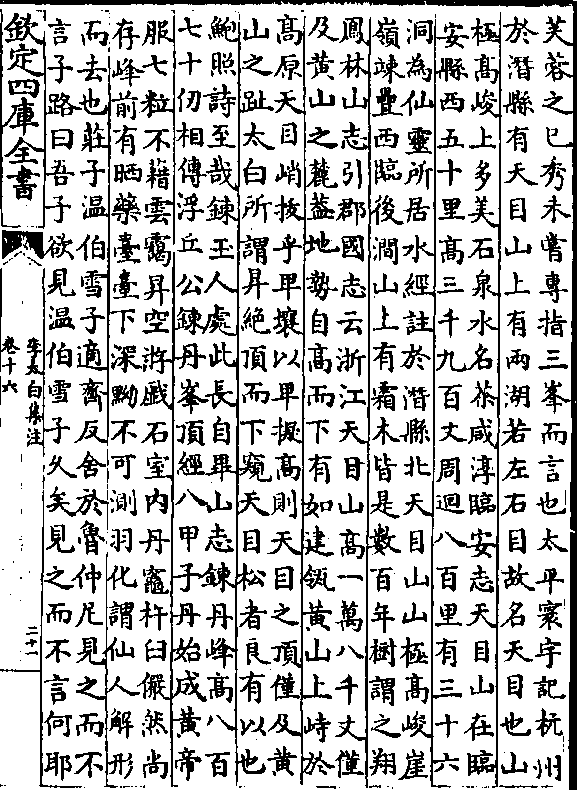 芙蓉之已秀未嘗專指三峯而言也太平寰宇記杭州
於潛縣有天目山上有兩湖若左右目故名天目也山
極高峻上多美石泉水名茶咸淳臨安志天目山在臨
安縣西五十里高三千九百丈周迴八百里有三十六
洞為仙靈所居水經註於潛縣北天目山山極高峻崖
嶺竦疊西臨後澗山上有霜木皆是數百年樹謂之翔
鳳林山志引郡國志云浙江天目山高一萬八千丈僅
及黄山之麓葢地勢自高而下有如建瓴黄山上峙於
高原天目峭拔乎卑壤以卑擬高則天目之頂僅及黄
山之趾太白所謂昇絶頂而下窺天目松者良有以也
鮑照詩至哉鍊玉人處此長自畢山志鍊丹峰高八百
七十仞相傳浮丘公鍊丹峯頂經八甲子丹始成黄帝
服七粒不藉雲靄昇空游戲石室内丹竈杵臼儼然尚
存峰前有晒藥臺臺下深黝不可測羽化謂仙人解形
而去也莊子温伯雪子適齊反舍於魯仲尼見之而不
言子路曰吾子欲見温伯雪子久矣見之而不言何耶
欽定四庫全書
李太白集注
卷十六
二十一